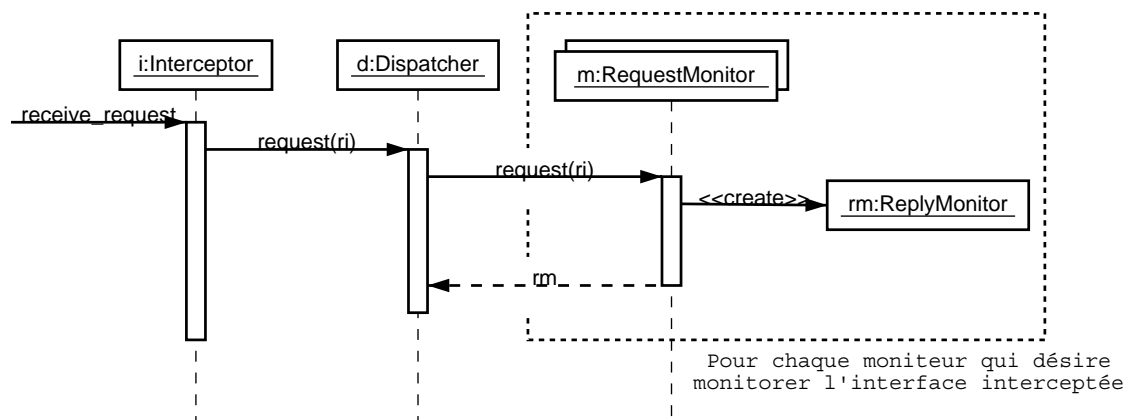 i:Interceptor
d:Dispatcher
m:RequestMonitor
receive_request
request(ri)
request(ri)
<<create>>
rm:ReplyMonitor
rm
Pour chaque moniteur qui désire
monitorer l'interface interceptée